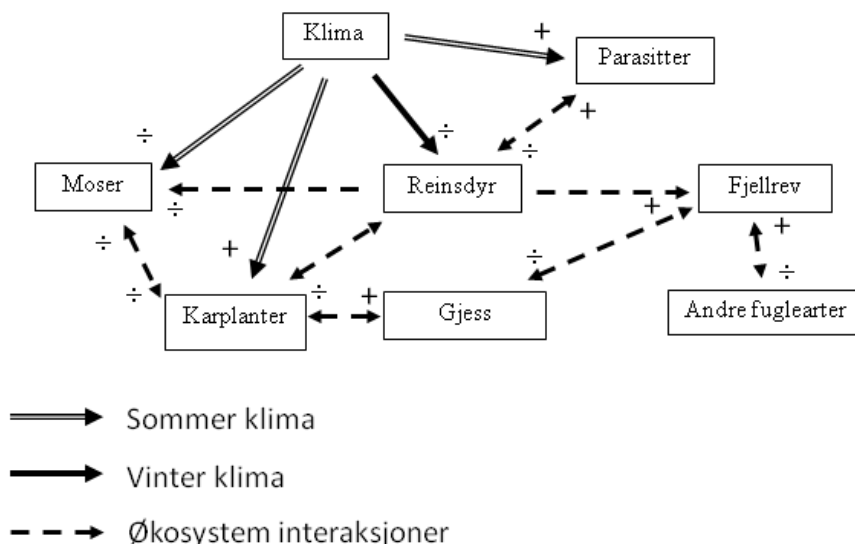 Klima
+
Parasitter
÷
÷
+
÷
Moser
Reinsdyr
Fjellrev
÷
+
+
÷
÷
+
÷
÷
÷
+
Karplanter
Gjess
Andre fuglearter
Sommer klima
Vinter klima
Økosystem interaksjoner